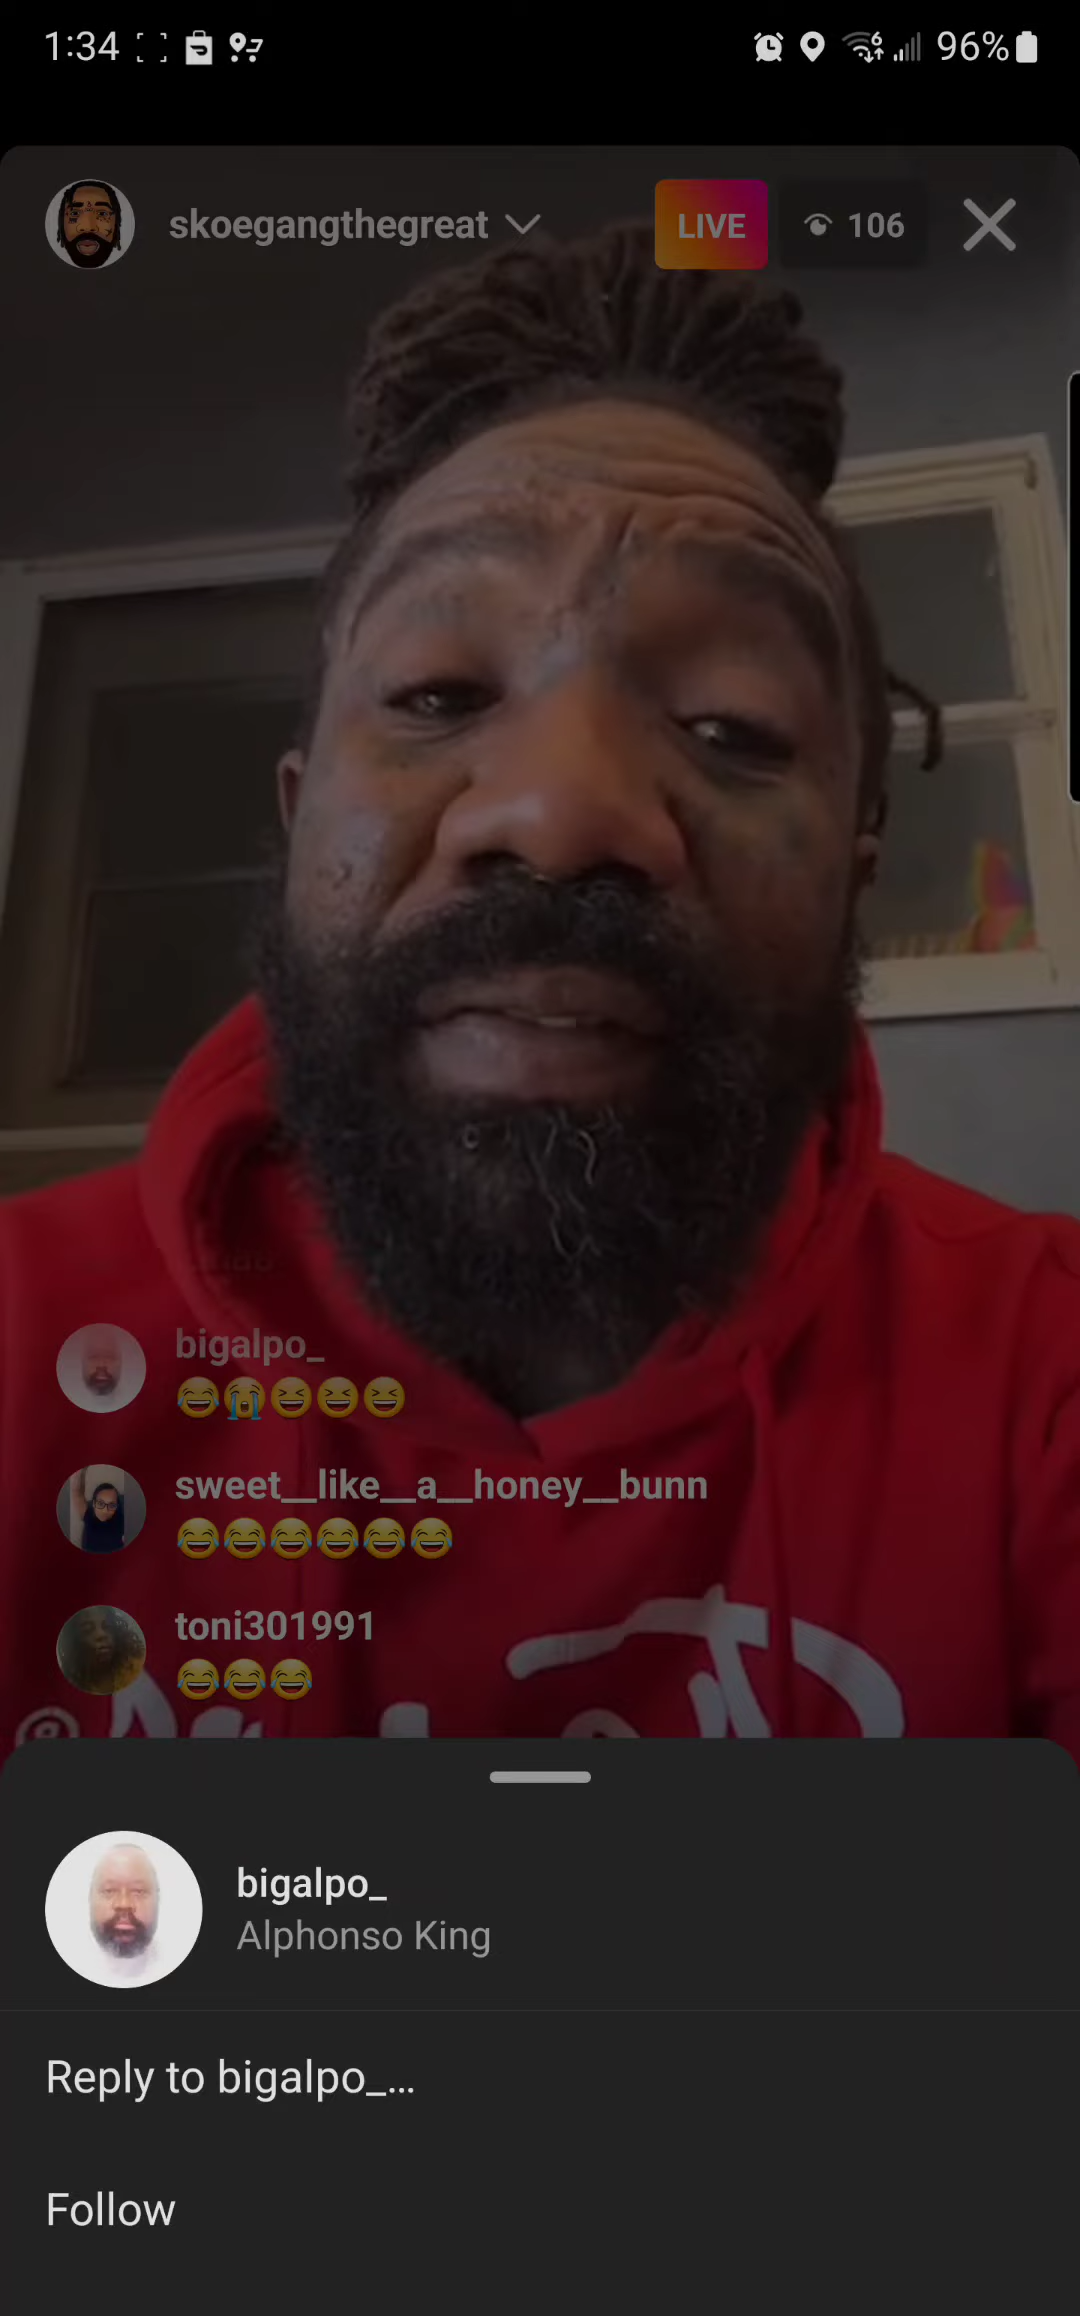 1:34 96%
skoegangthegreat LIVE 106
bigalpo_
😂😭😆😆😆
sweet__like__a__honey__bunn
😂😂😂😂😂😂
toni301991
😂😂😂
bigalpo_
Alphonso King
Reply to bigalpo_...
Follow